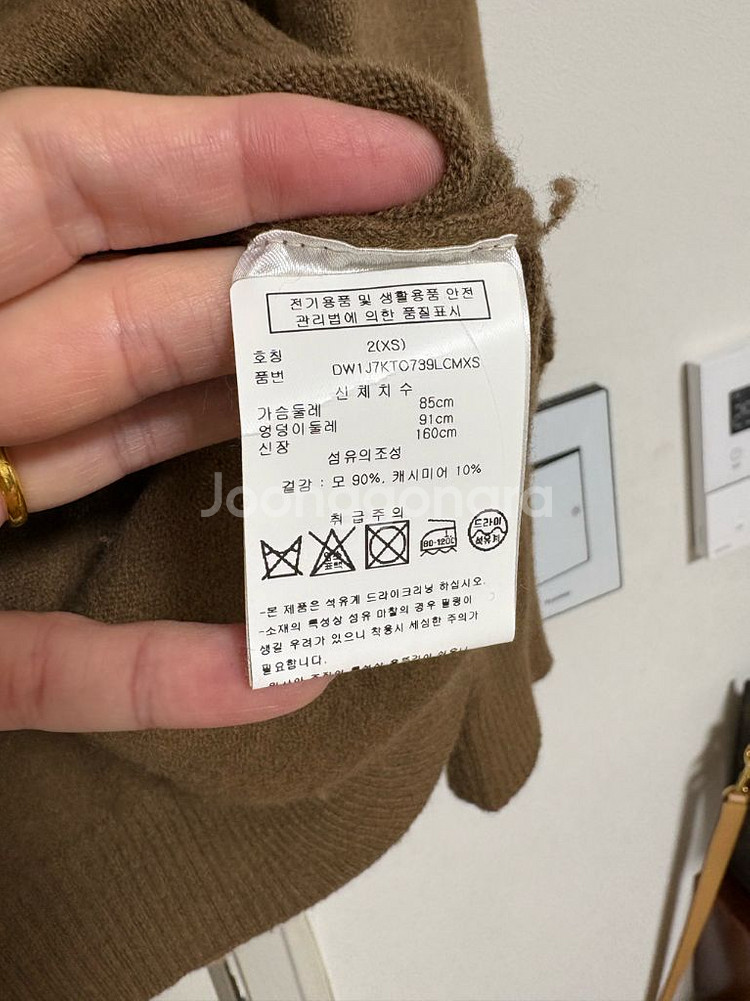 전기용품 및 생활용품 안전
관리법에 의한 품질표시
호칭 2(XS)
품번 DW1J7KTO739LCMXS
신체치수
가슴둘레 85cm
엉덩이둘레 91cm
신장 160cm
섬유의조성
겉감 : 모 90%, 캐시미어 10%
Joonggonara
취급주의
염소
표백
80-120℃
드라이
석유계
-본 제품은 석유계 드라이크리닝 하십시오.
-소재의 특성상 섬유 마찰의 경우 필링이
생길 우려가 있으니 착용시 세심한 주의가
필요합니다.